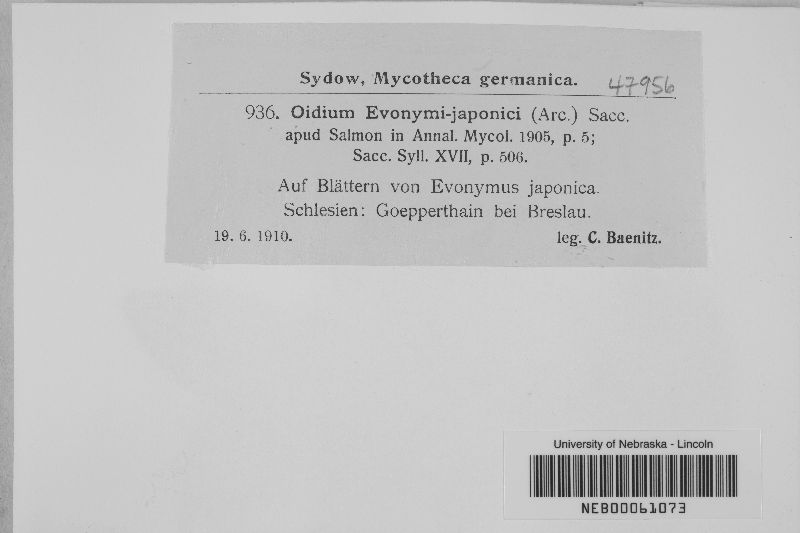 Sydow, Mycotheca germanica. 47956
936. Oidium Evonymi-japonici (Arc.) Sacc.
apud Salmon in Annal. Mycol. 1905, p. 5;
Sacc. Syll. XVII, p. 506.
Auf Blättern von Evonymus japonica.
Schlesien: Goepperthain bei Breslau.
19. 6. 1910. leg. C. Baenitz.
University of Nebraska - Lincoln
NEB00061073